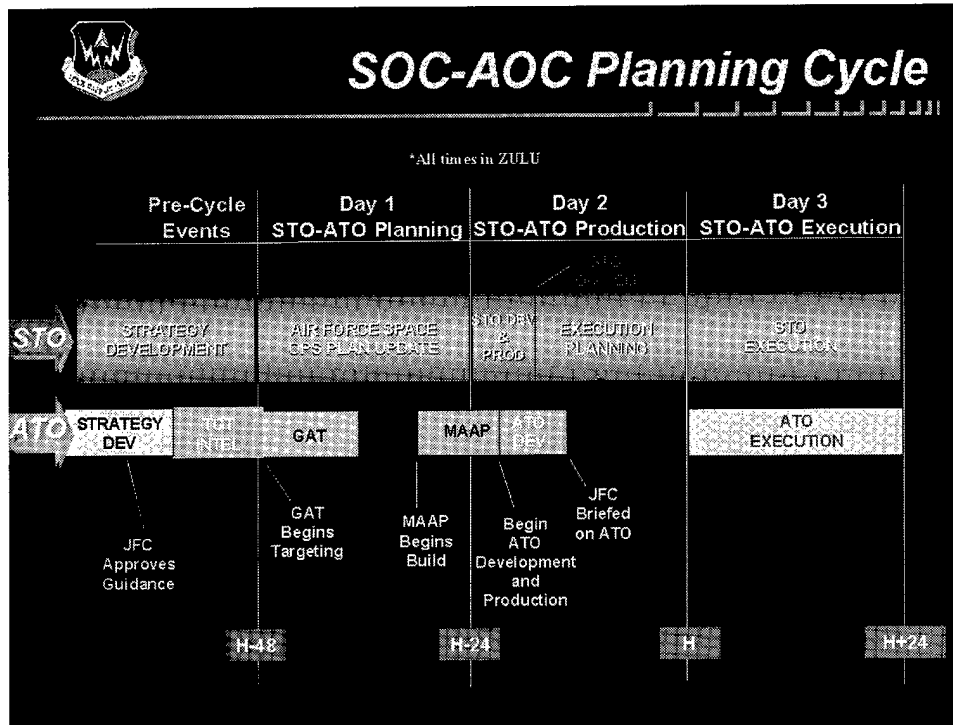 SOC-AOC Planning Cycle
*All times in ZULU
Pre-Cycle
Events
Day 1
STO-ATO Planning
Day 2
STO-ATO Production
Day 3
STO-ATO Execution
STO
STRATEGY
DEVELOPMENT
AIR FORCE SPACE
OPS PLAN UPDATE
STO DEV
&
PROD
EXECUTION
PLANNING
STO
EXECUTION
ATO
STRATEGY
DEV
TGT
INTEL
GAT
MAAP
ATO
DEV
ATO
EXECUTION
JFC
Approves
Guidance
GAT
Begins
Targeting
MAAP
Begins
Build
Begin
ATO
Development
and
Production
JFC
Briefed
on ATO
H-48
H-24
H
H+24